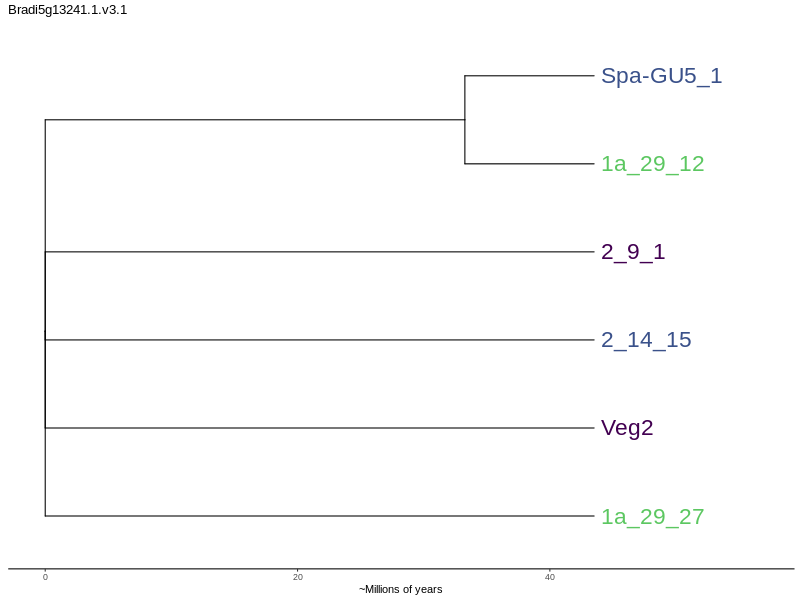 Bradi5g13241.1.v3.1
Spa-GU5_1
1a_29_12
2_9_1
2_14_15
Veg2
1a_29_27
0 20 40
~Millions of years